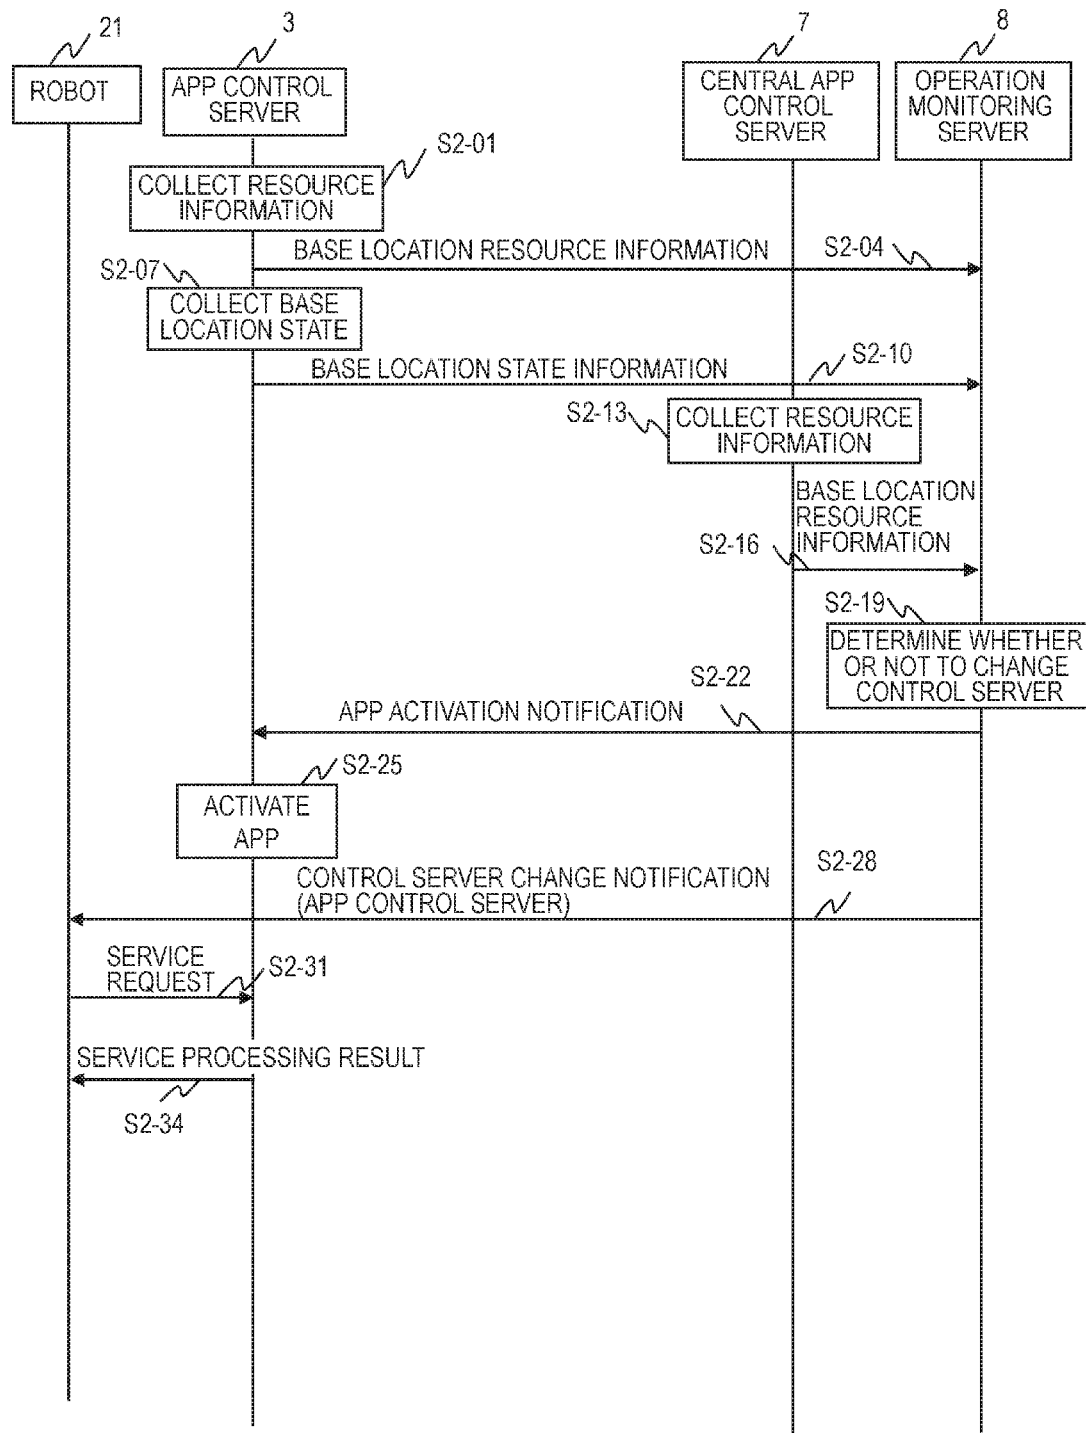 21
3
7
8
ROBOT
APP CONTROL
SERVER
CENTRAL APP
CONTROL
SERVER
OPERATION
MONITORING
SERVER
S2-01
COLLECT RESOURCE
INFORMATION
BASE LOCATION RESOURCE INFORMATION
S2-04
S2-07
COLLECT BASE
LOCATION STATE
BASE LOCATION STATE INFORMATION
S2-10
S2-13
COLLECT RESOURCE
INFORMATION
BASE LOCATION
RESOURCE
INFORMATION
S2-16
S2-19
DETERMINE WHETHER
OR NOT TO CHANGE
CONTROL SERVER
S2-22
APP ACTIVATION NOTIFICATION
S2-25
ACTIVATE
APP
S2-28
CONTROL SERVER CHANGE NOTIFICATION
(APP CONTROL SERVER)
SERVICE
REQUEST
S2-31
SERVICE PROCESSING RESULT
S2-34